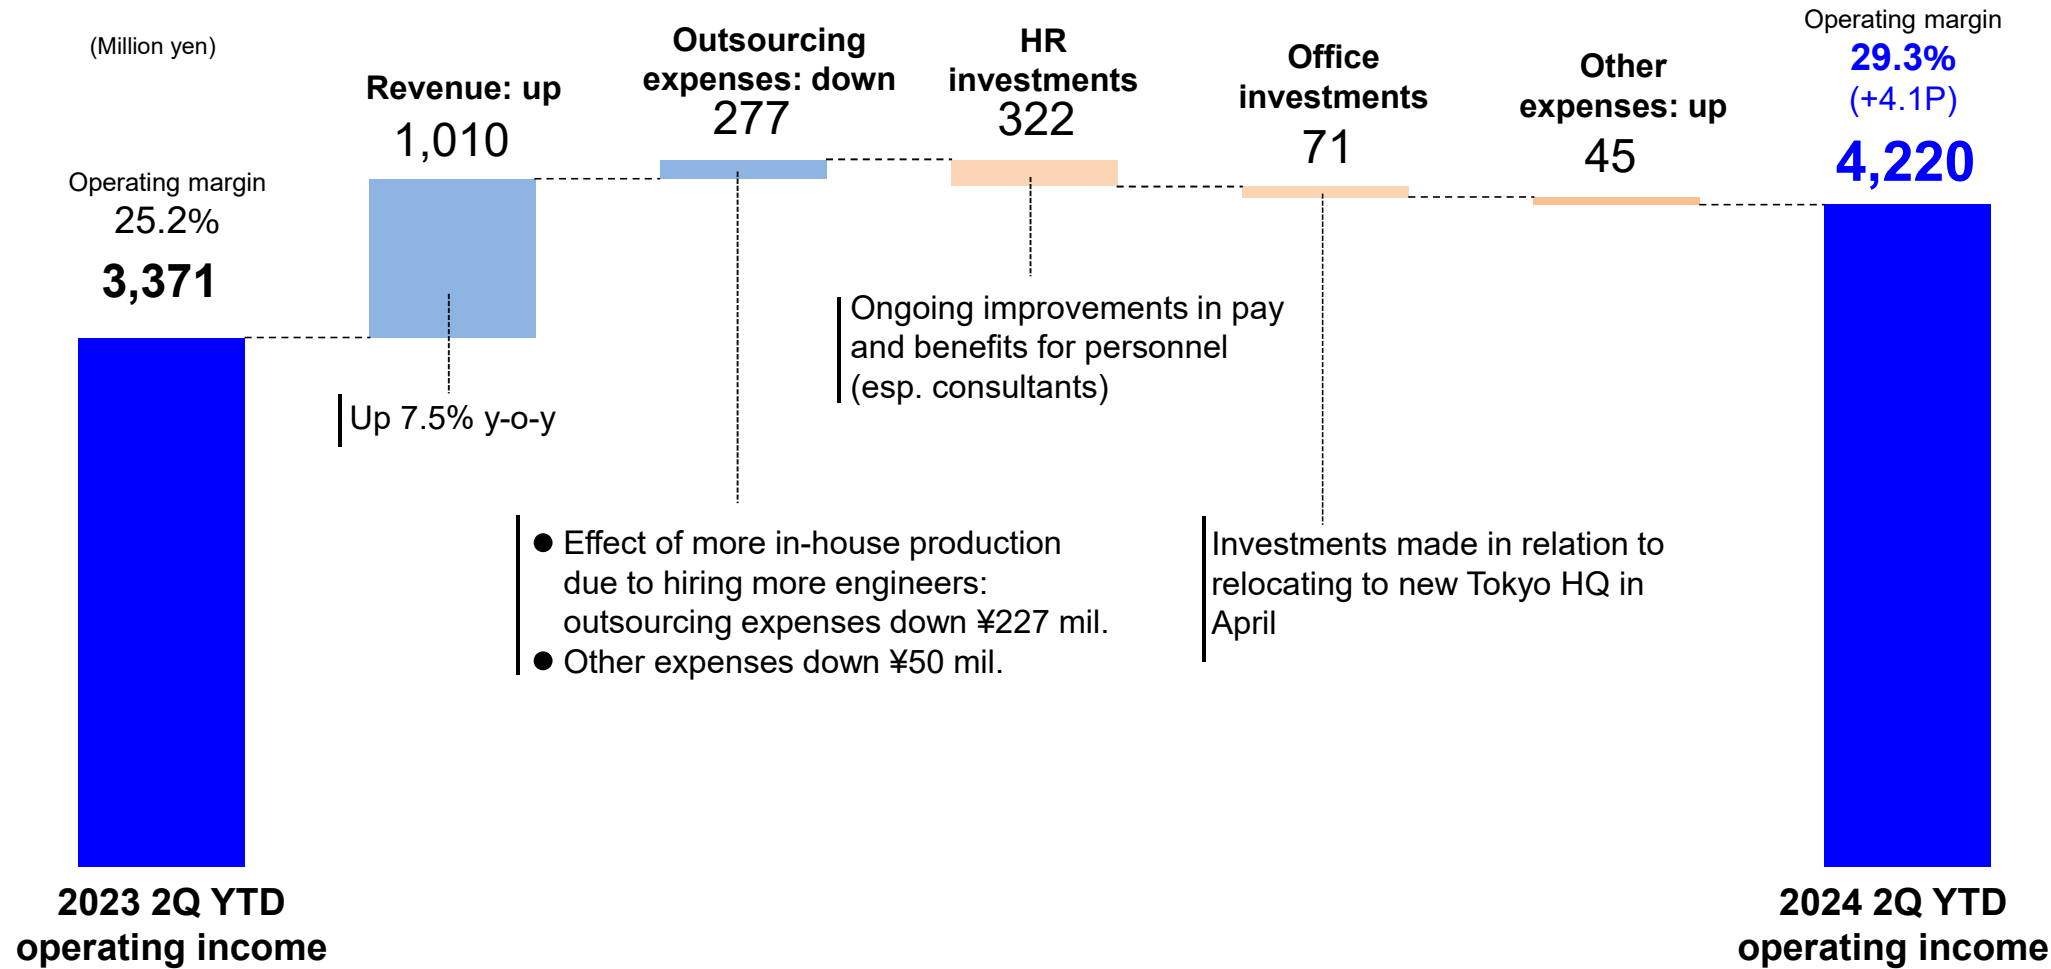 (Million yen)
Operating margin
25.2%
3,371
Revenue: up
1,010
Outsourcing
expenses: down
277
HR
investments
322
Office
investments
71
Other
expenses: up
45
Operating margin
29.3%
(+4.1P)
4,220
Up 7.5% y-o-y
● Effect of more in-house production
due to hiring more engineers:
outsourcing expenses down ¥227 mil.
● Other expenses down ¥50 mil.
Ongoing improvements in pay
and benefits for personnel
(esp. consultants)
Investments made in relation to
relocating to new Tokyo HQ in
April
2023 2Q YTD
operating income
2024 2Q YTD
operating income